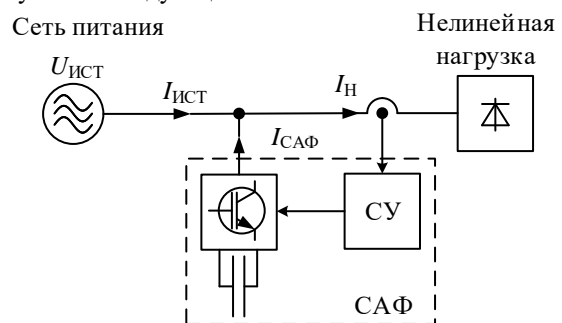 Сеть питания
Нелинейная
нагрузка
UИСТ
IИСТ
IН
IСАФ
СУ
САФ